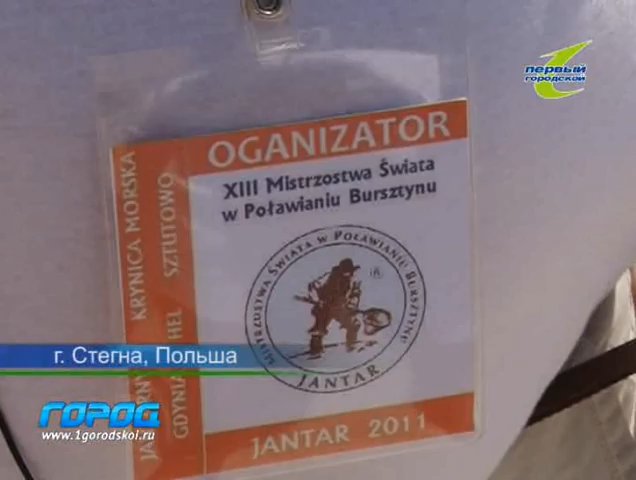 первый
городской
OGANIZATOR
XIII Mistrzostwa Świata
w Poławianiu Bursztynu
KRYNICA MORSKA
SZTUTOWO
HEL
GDYNIA
MISTRZOSTWA ŚWIATA W POŁAWIANIU BURSZTYNU
®
JANTAR
JANTAR 2011
г. Стегна, Польша
ГОРОД
www.1gorodskoi.ru